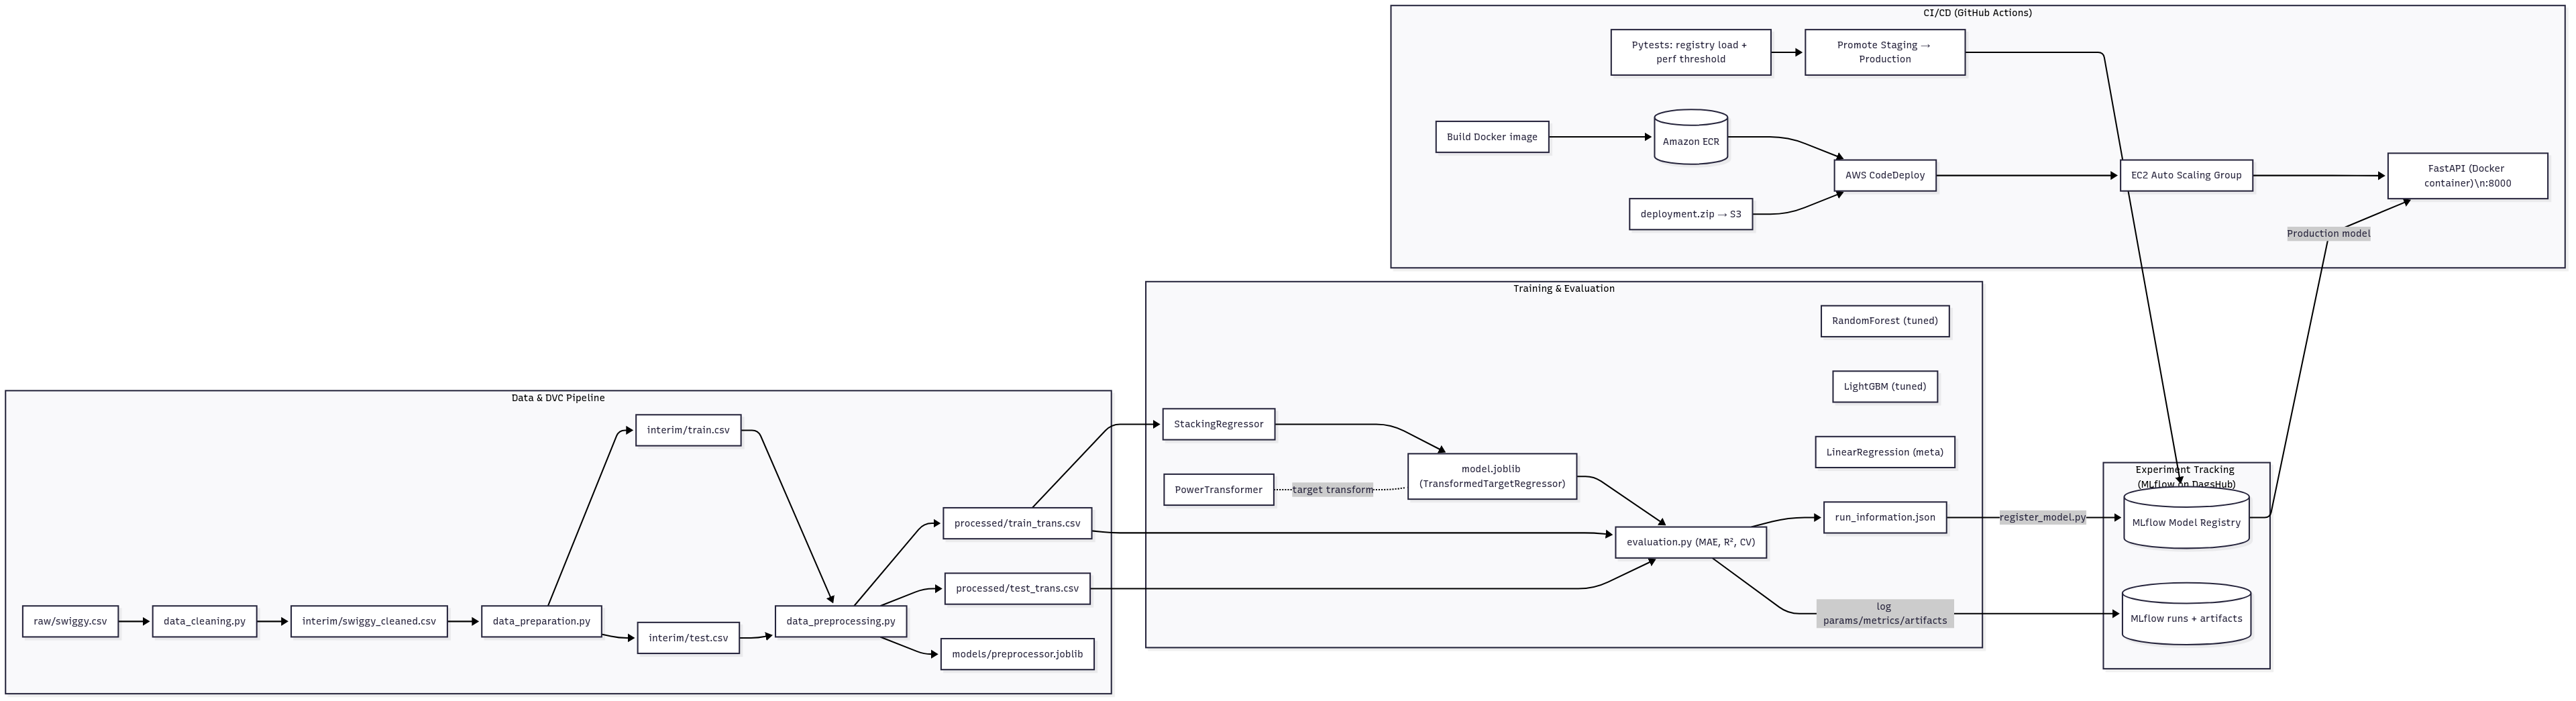 CI/CD (GitHub Actions)
Pytests: registry load +
perf threshold
Promote Staging →
Production
Build Docker image
Amazon ECR
deployment.zip → S3
AWS CodeDeploy
EC2 Auto Scaling Group
FastAPI (Docker
container)\n:8000
Production model
Training & Evaluation
RandomForest (tuned)
LightGBM (tuned)
LinearRegression (meta)
StackingRegressor
PowerTransformer
target transform
model.joblib
(TransformedTargetRegressor)
evaluation.py (MAE, R², CV)
run_information.json
register_model.py
log
params/metrics/artifacts
Experiment Tracking
(MLflow on DagsHub)
MLflow Model Registry
MLflow runs + artifacts
Data & DVC Pipeline
raw/swiggy.csv
data_cleaning.py
interim/swiggy_cleaned.csv
data_preparation.py
interim/train.csv
interim/test.csv
data_preprocessing.py
processed/train_trans.csv
processed/test_trans.csv
models/preprocessor.joblib